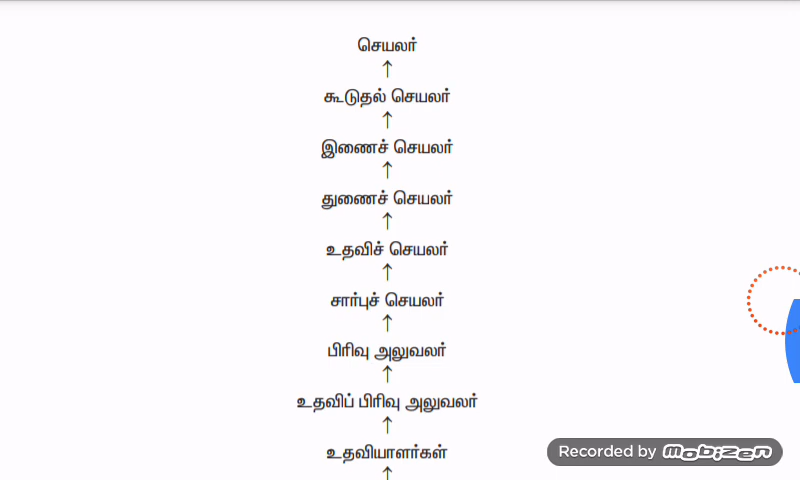 செயலர்
↑
கூடுதல் செயலர்
↑
இணைச் செயலர்
↑
துணைச் செயலர்
↑
உதவிச் செயலர்
↑
சார்புச் செயலர்
↑
பிரிவு அலுவலர்
↑
உதவிப் பிரிவு அலுவலர்
↑
உதவியாளர்கள்
↑
Recorded by mobizen